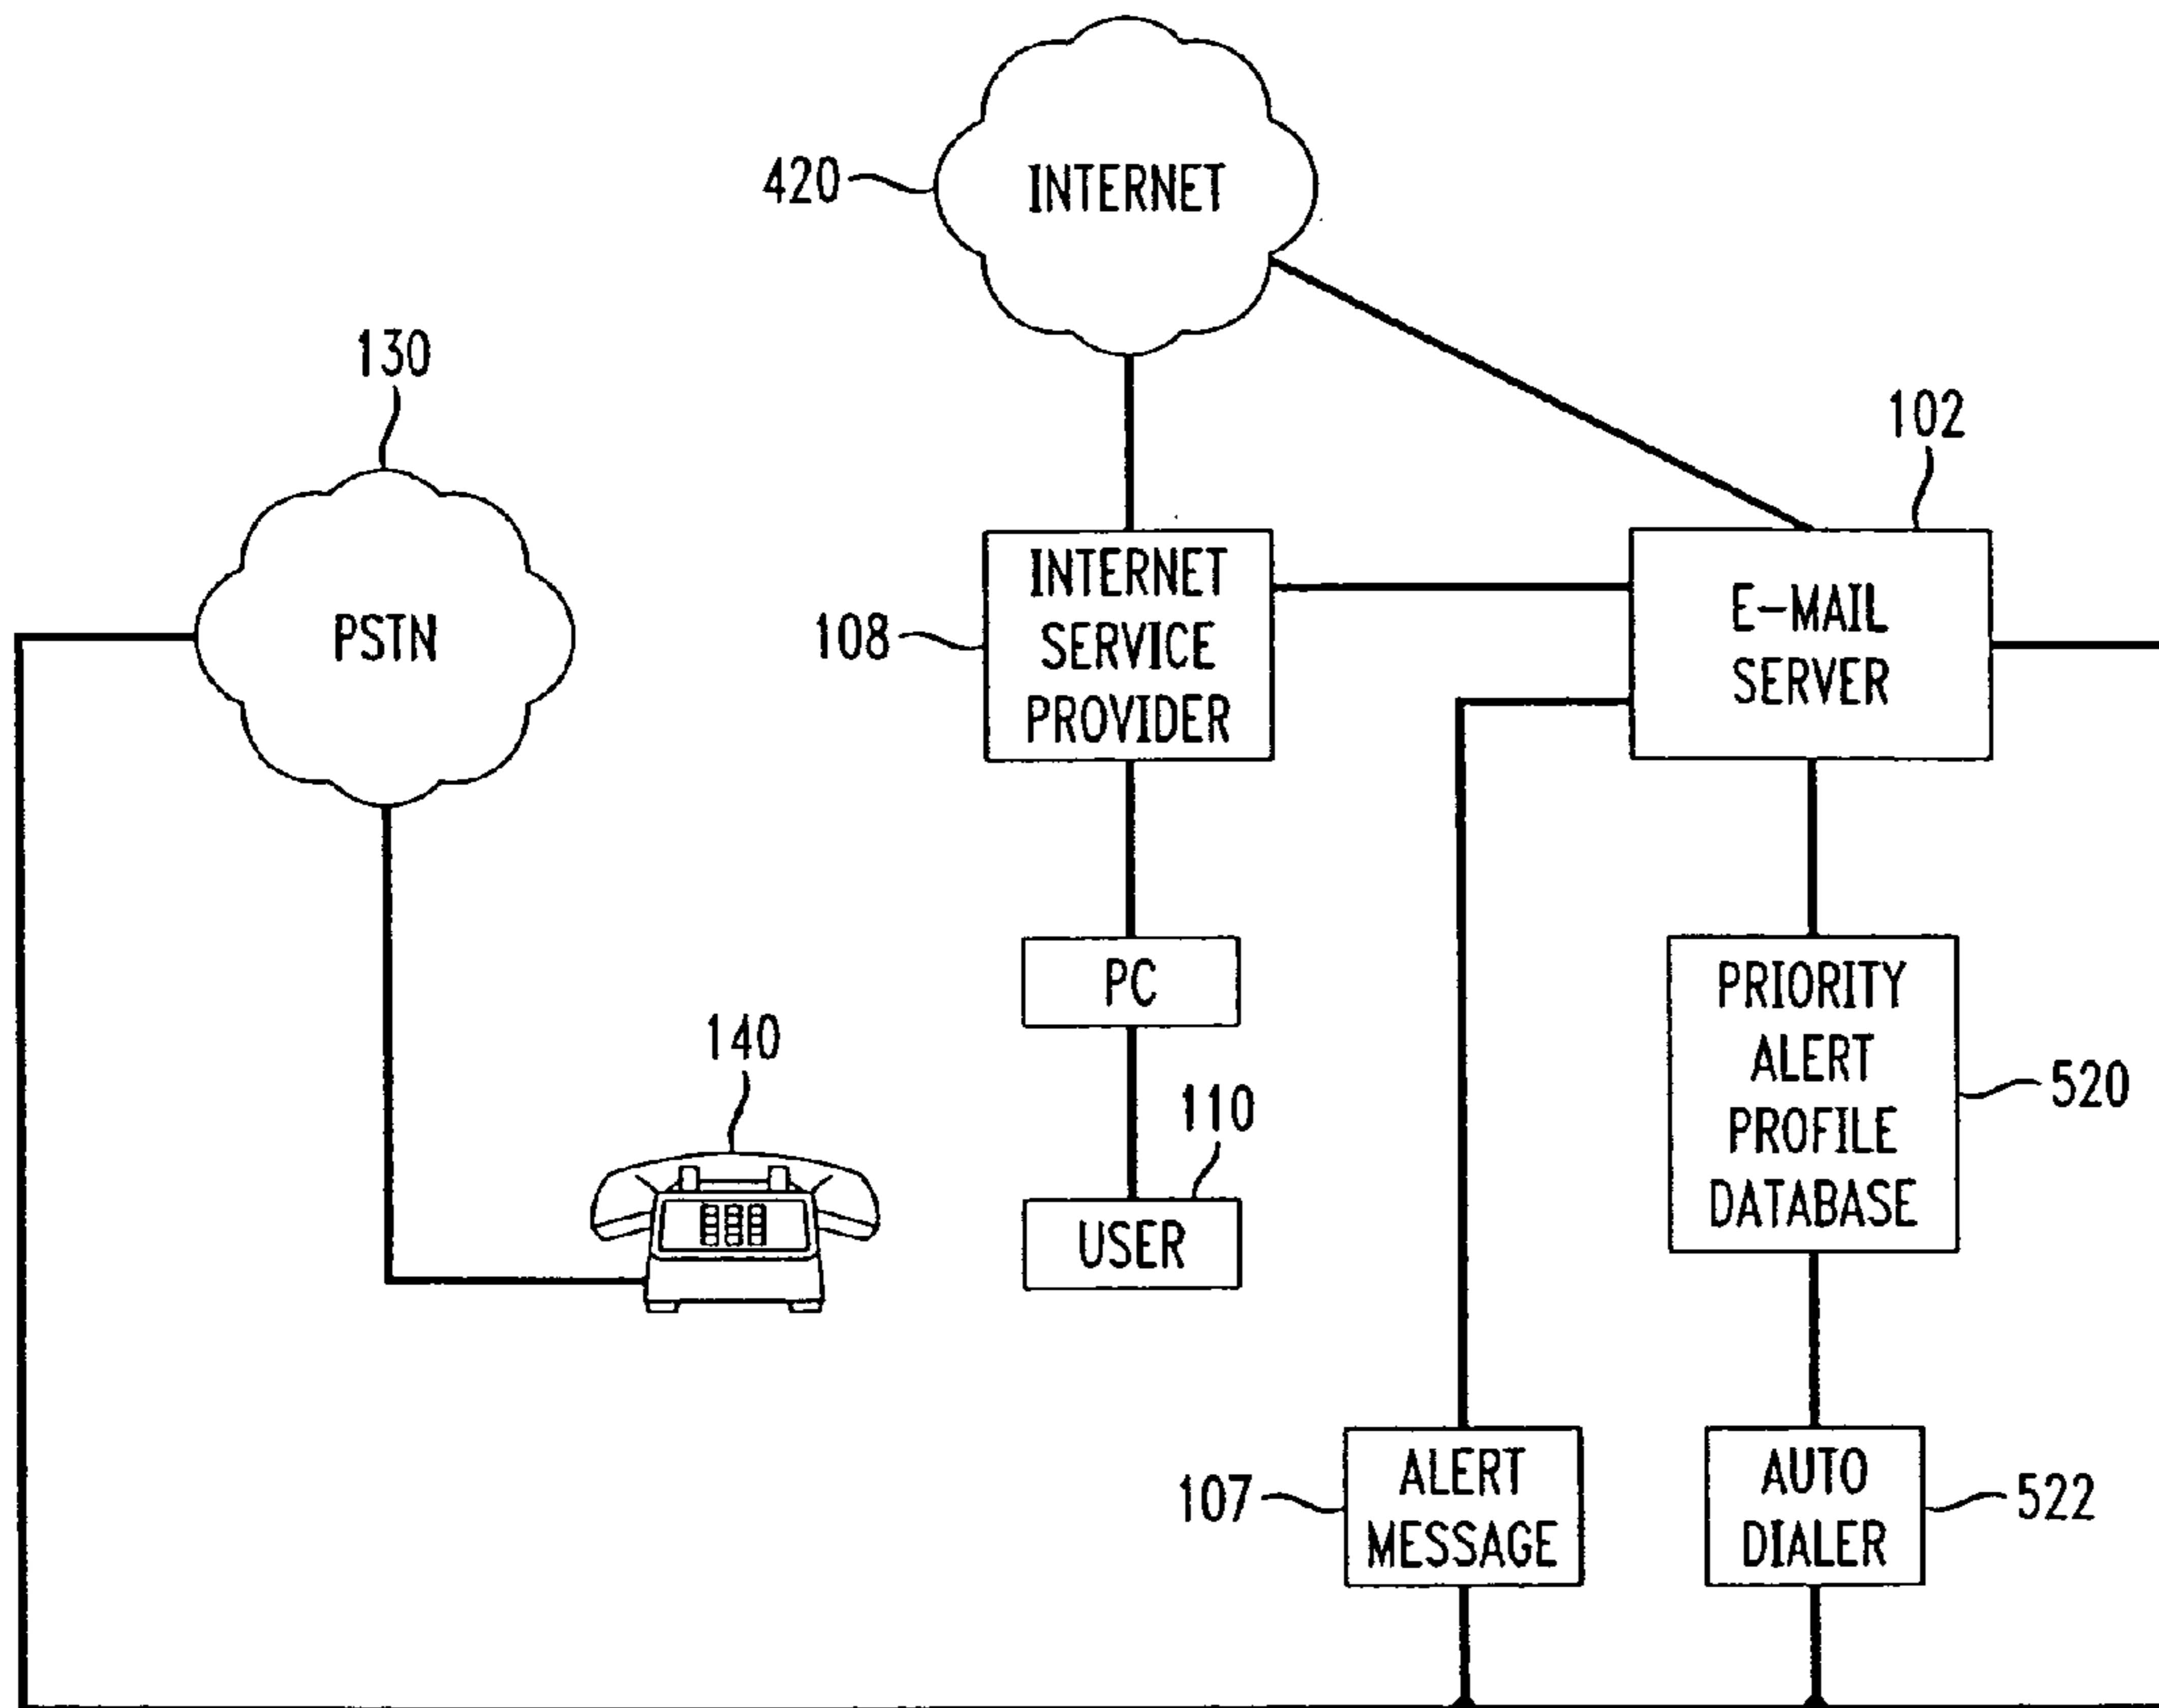 420
INTERNET
130
102
PSTN
108
INTERNET
SERVICE
PROVIDER
E-MAIL
SERVER
PC
140
110
USER
PRIORITY
ALERT
PROFILE
DATABASE
520
107
ALERT
MESSAGE
AUTO
DIALER
522